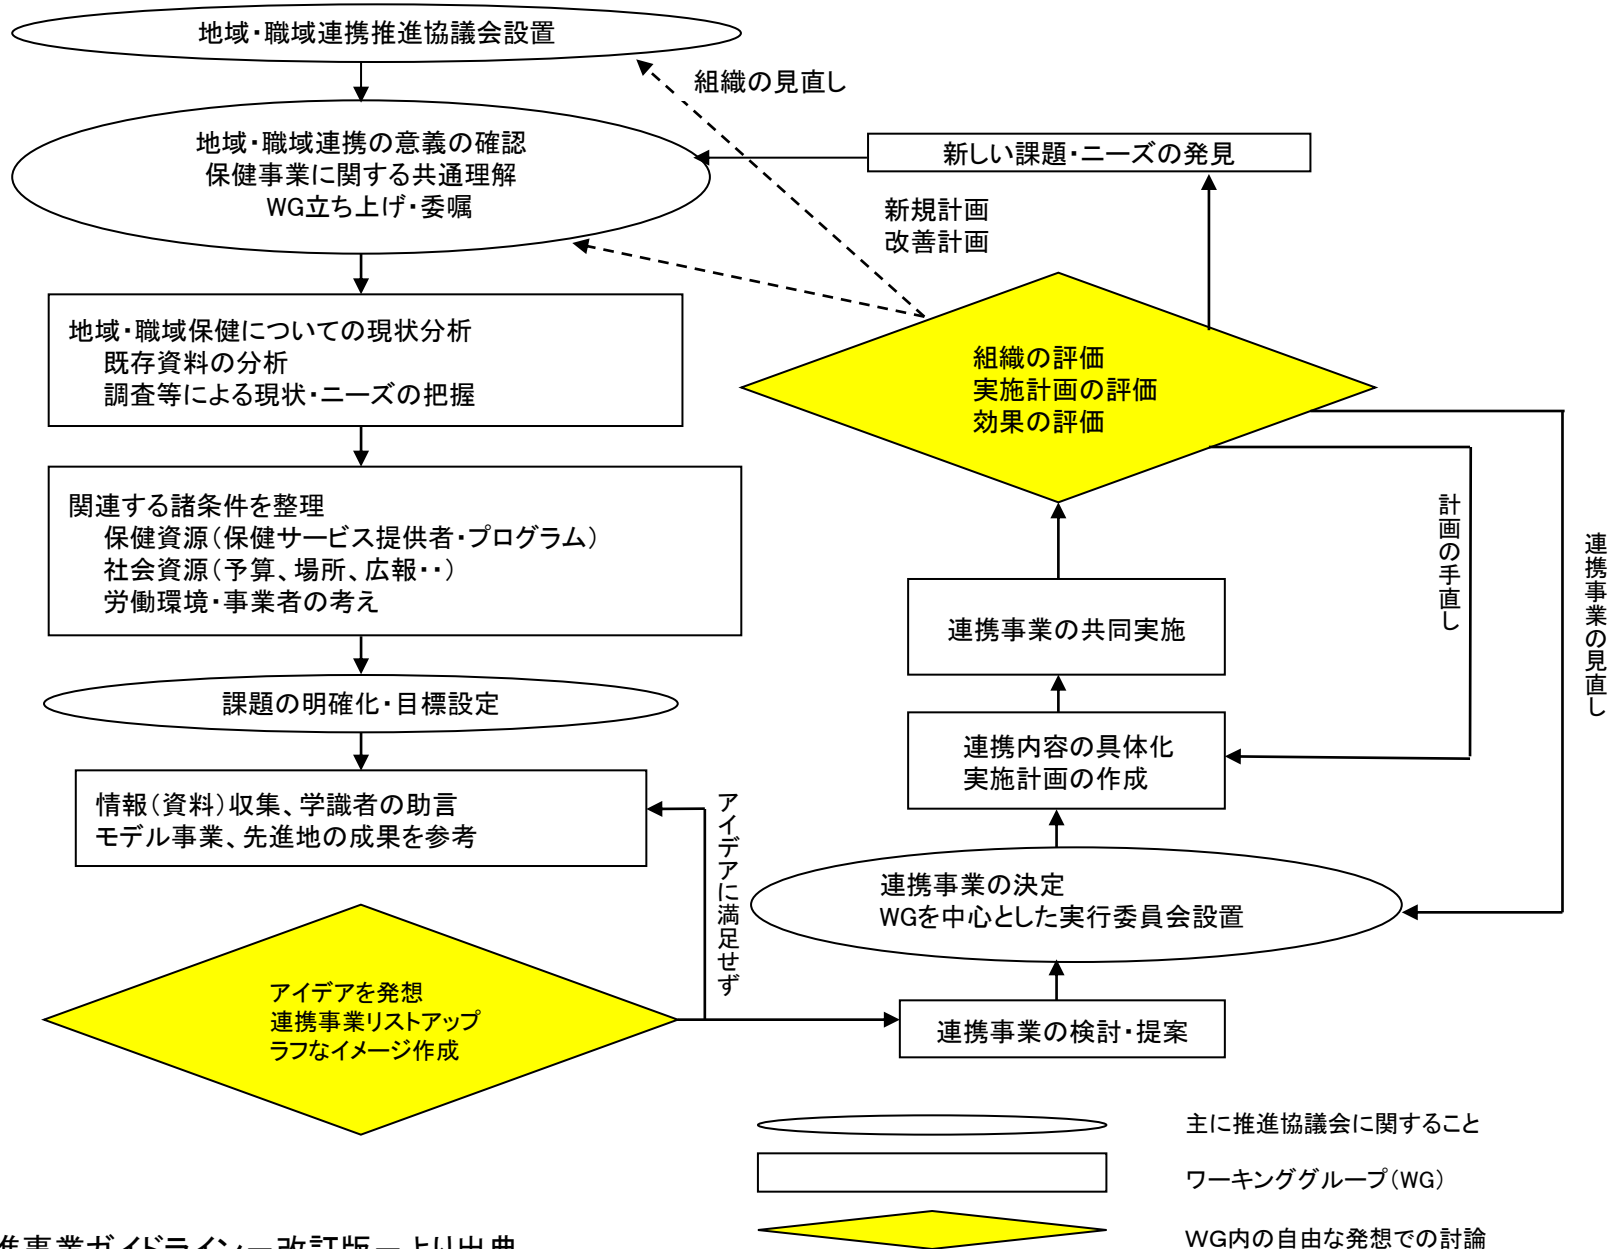 地域・職域連携推進協議会設置
組織の見直し
地域・職域連携の意義の確認
保健事業に関する共通理解
WG立ち上げ・委嘱
新しい課題・ニーズの発見
新規計画
改善計画
地域・職域保健についての現状分析
既存資料の分析
調査等による現状・ニーズの把握
組織の評価
実施計画の評価
効果の評価
関連する諸条件を整理
保健資源(保健サービス提供者・プログラム)
社会資源(予算、場所、広報・・)
労働環境・事業者の考え
計画の手直し
連携事業の見直し
連携事業の共同実施
課題の明確化・目標設定
連携内容の具体化
実施計画の作成
情報(資料)収集、学識者の助言
モデル事業、先進地の成果を参考
アイデアに満足せず
連携事業の決定
WGを中心とした実行委員会設置
アイデアを発想
連携事業リストアップ
ラフなイメージ作成
連携事業の検討・提案
主に推進協議会に関すること
ワーキンググループ(WG)
WG内の自由な発想での討論
進事業ガイドライン－改訂版－より出典